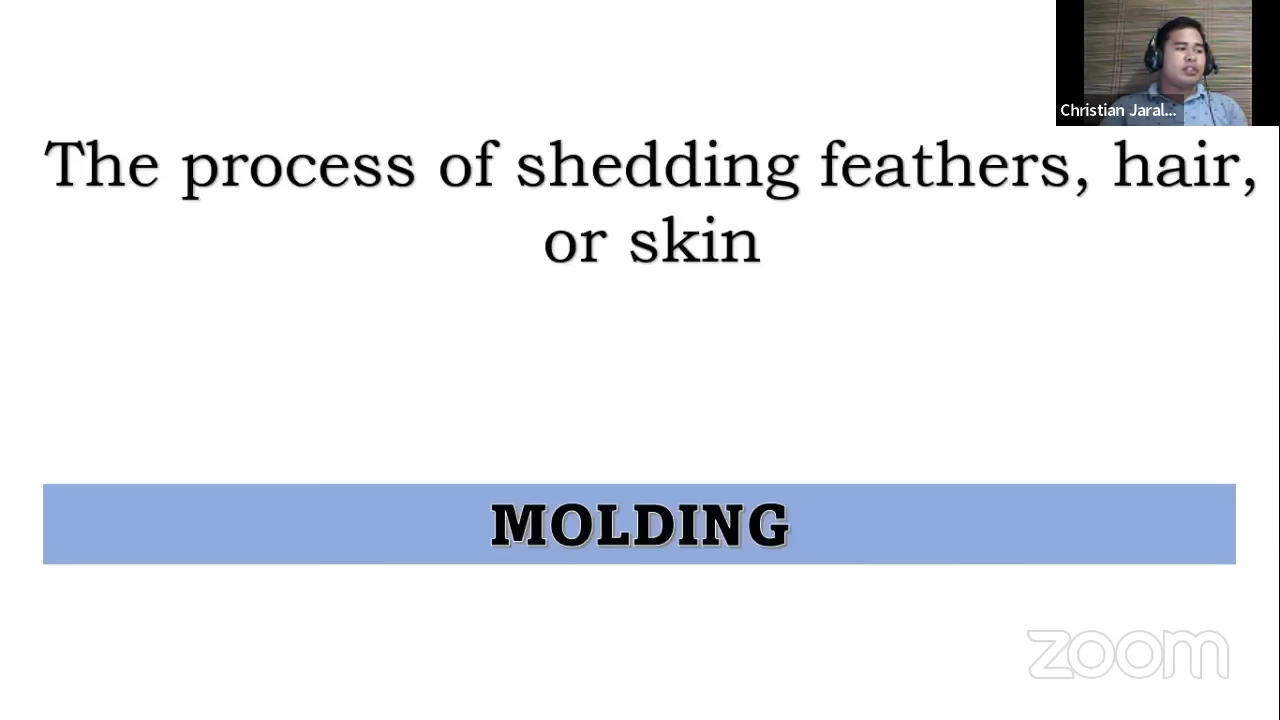 Christian Jaral...
The process of shedding feathers, hair,
or skin
MOLDING
zoom